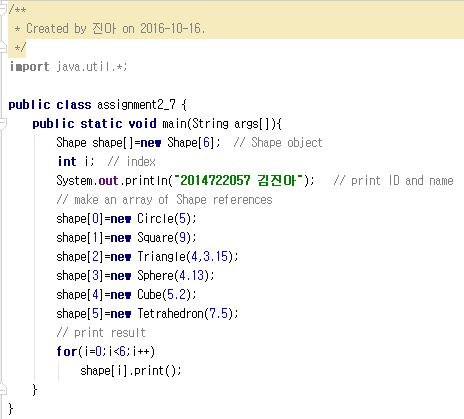 /**
 * Created by 진아 on 2016-10-16.
 */
import java.util.*;

public class assignment2_7 {
    public static void main(String args[]){
        Shape shape[]=new Shape[6];  // Shape object
        int i;  // index
        System.out.println("2014722057 김진아");   // print ID and name
        // make an array of Shape references
        shape[0]=new Circle(5);
        shape[1]=new Square(9);
        shape[2]=new Triangle(4,3.15);
        shape[3]=new Sphere(4.13);
        shape[4]=new Cube(5.2);
        shape[5]=new Tetrahedron(7.5);
        // print result
        for(i=0;i<6;i++)
            shape[i].print();
    }
}